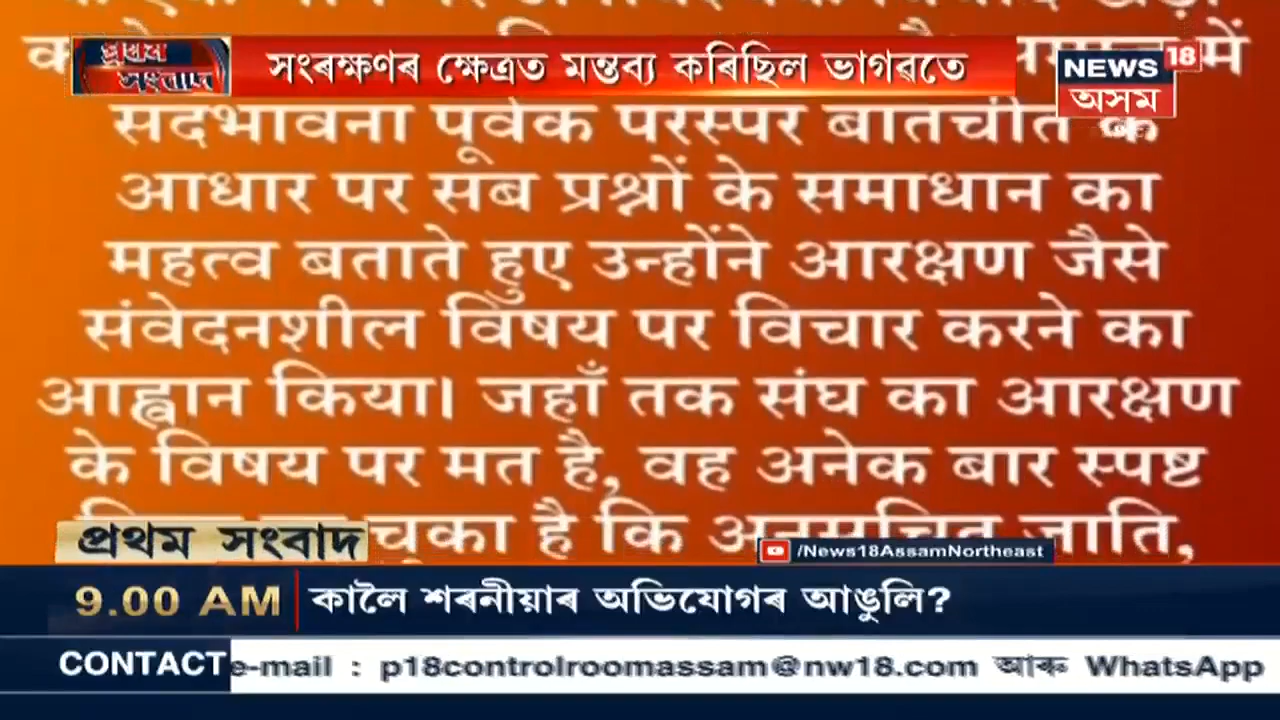 প্ৰথম সংবাদ
সংৰক্ষণৰ ক্ষেত্ৰত মন্তব্য কৰিছিল ভাগৱতে
NEWS 18
অসম
सदभावना पूर्वक परस्पर बातचीत के
आधार पर सब प्रश्नों के समाधान का
महत्व बताते हुए उन्होंने आरक्षण जैसे
संवेदनशील विषय पर विचार करने का
आह्वान किया। जहाँ तक संघ का आरक्षण
के विषय पर मत है, वह अनेक बार स्पष्ट
चुका है कि अनुसूचित जाति,
প্ৰথম সংবাদ
/News18AssamNortheast
9.00 AM কালৈ শৰনীয়াৰ অভিযোগৰ আঙুলি?
CONTACT e-mail : p18controlroomassam@nw18.com আৰু WhatsApp